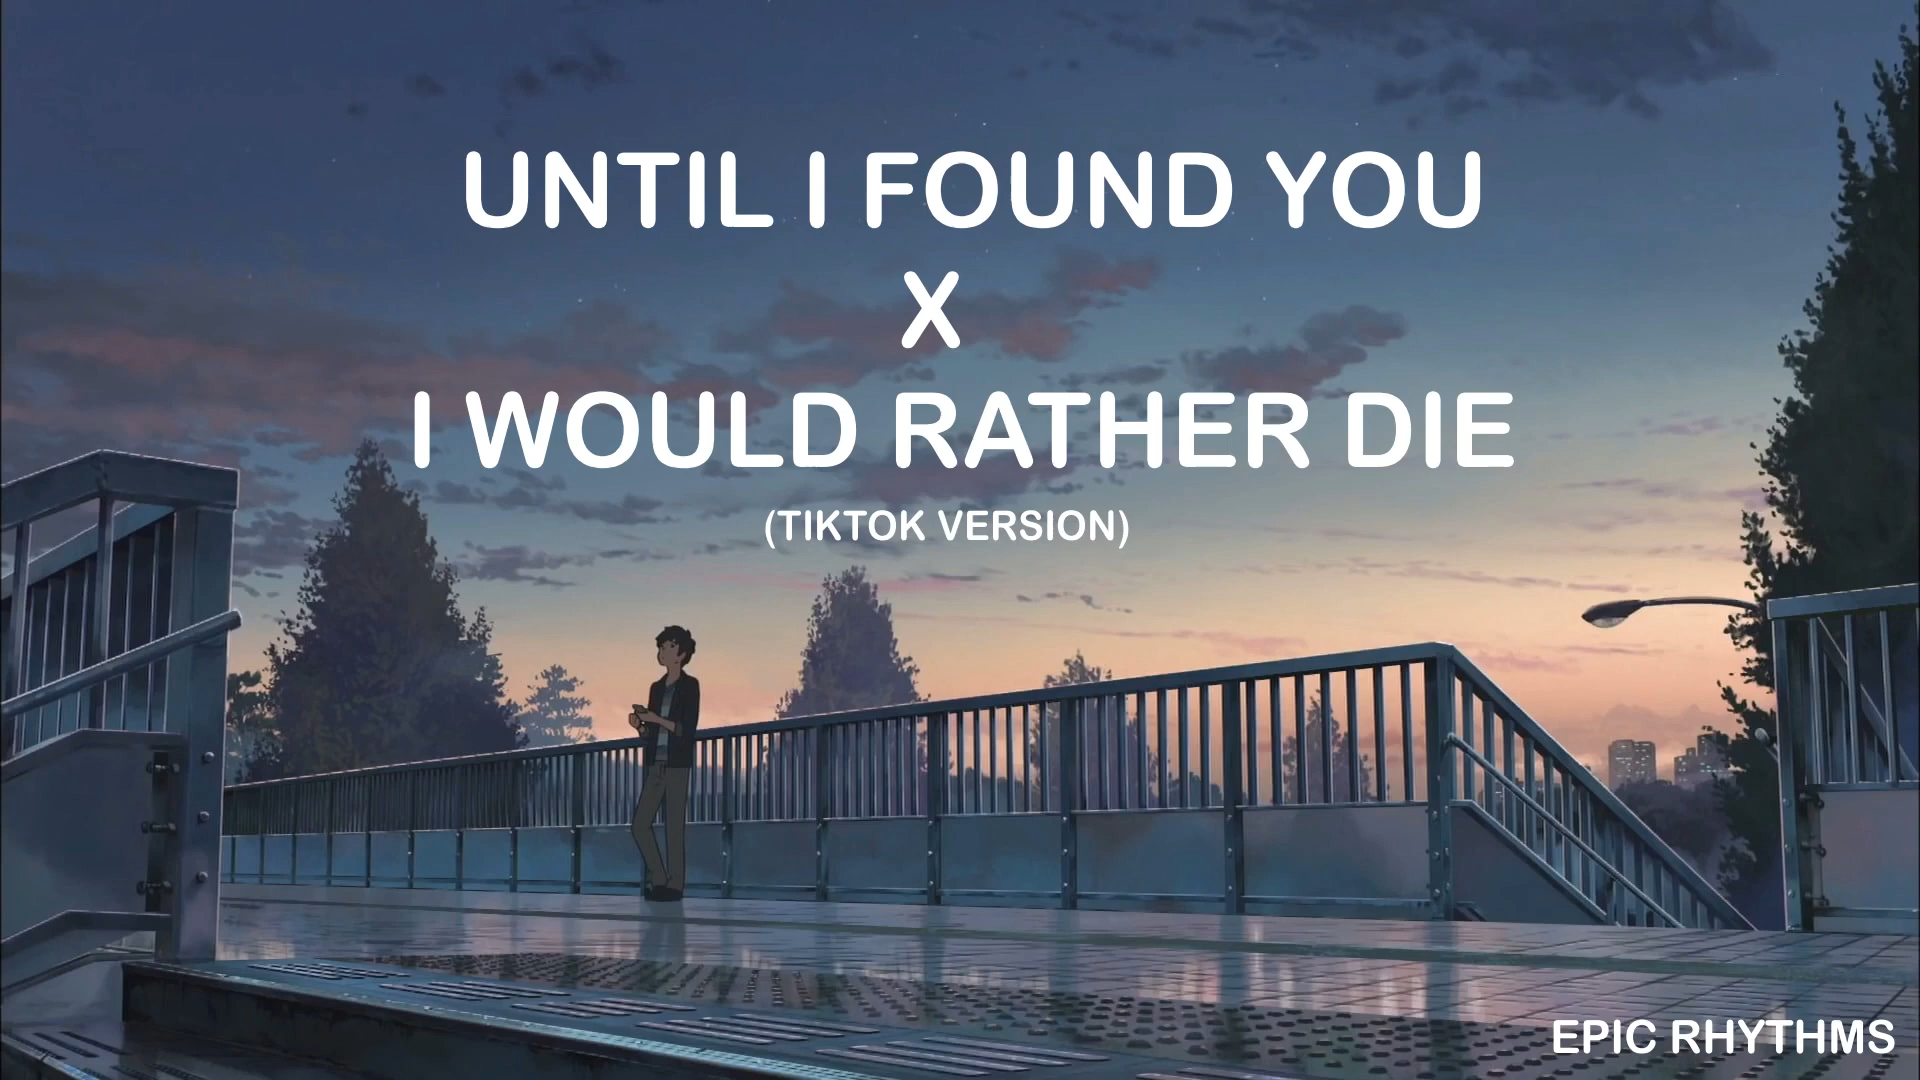 UNTIL I FOUND YOU
X
I WOULD RATHER DIE
(TIKTOK VERSION)
EPIC RHYTHMS